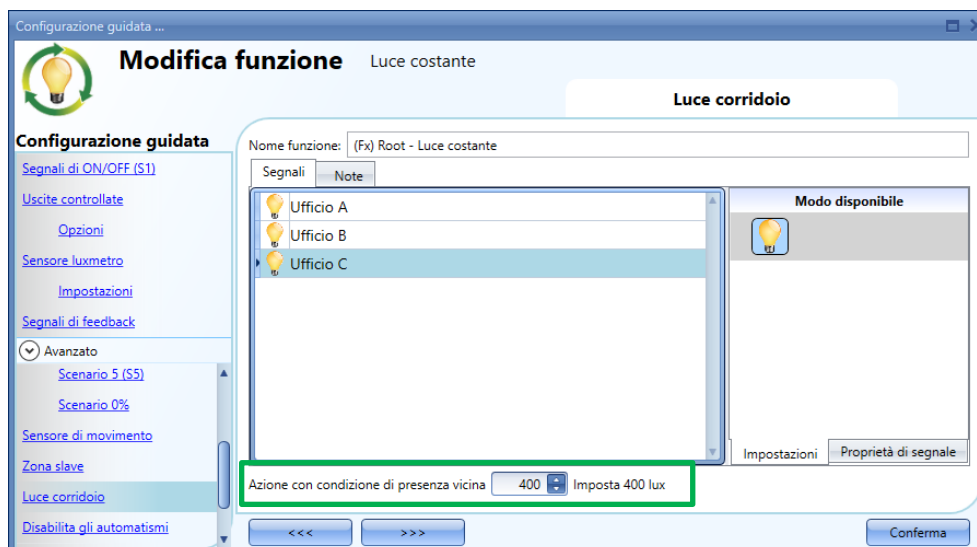 Configurazione guidata ...
Modifica funzione Luce costante
Luce corridoio
Configurazione guidata
Segnali di ON/OFF (S1)
Uscite controllate
Opzioni
Sensore luxmetro
Impostazioni
Segnali di feedback
Avanzato
Scenario 5 (S5)
Scenario 0%
Sensore di movimento
Zona slave
Luce corridoio
Disabilita gli automatismi
Nome funzione: (Fx) Root - Luce costante
Segnali Note
Ufficio A
Ufficio B
Ufficio C
Modo disponibile
Impostazioni Proprietà di segnale
Azione con condizione di presenza vicina 400 Imposta 400 lux
<<< >>> Conferma